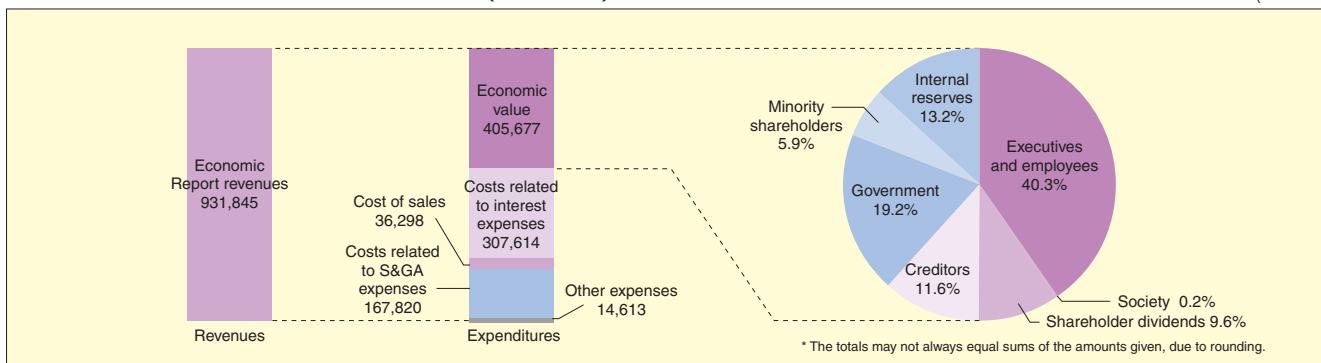 Economic
Report revenues
931,845
Revenues
Economic
value
405,677
Costs related
to interest
expenses
307,614
Cost of sales
36,298
Costs related
to S&GA
expenses
167,820
Other expenses
14,613
Expenditures
Internal
reserves
13.2%
Minority
shareholders
5.9%
Executives
and employees
40.3%
Government
19.2%
Creditors
11.6%
Society 0.2%
Shareholder dividends 9.6%
* The totals may not always equal sums of the amounts given, due to rounding.